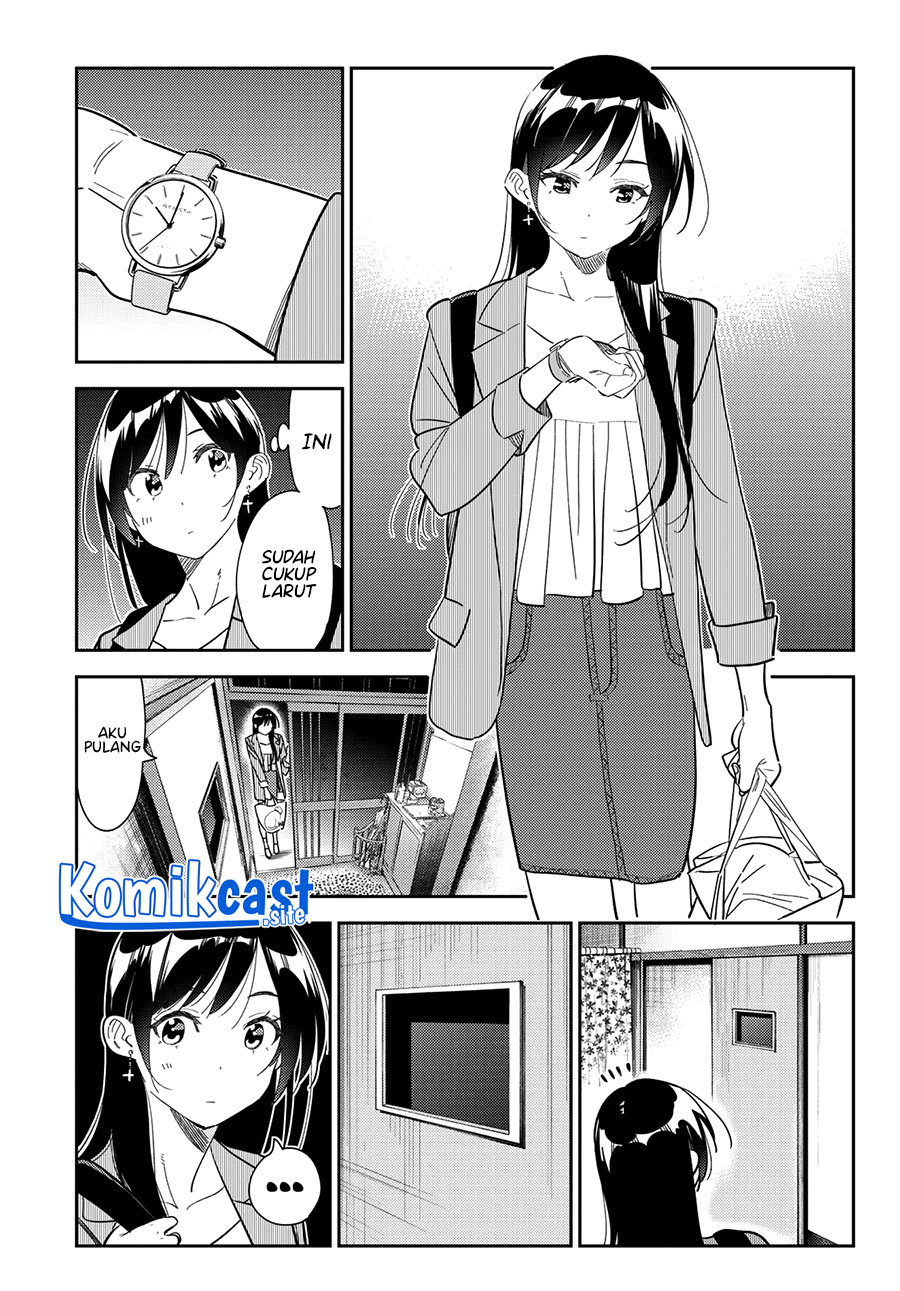 INI
SUDAH
CUKUP
LARUT
AKU
PULANG
Komikcast
.site
...